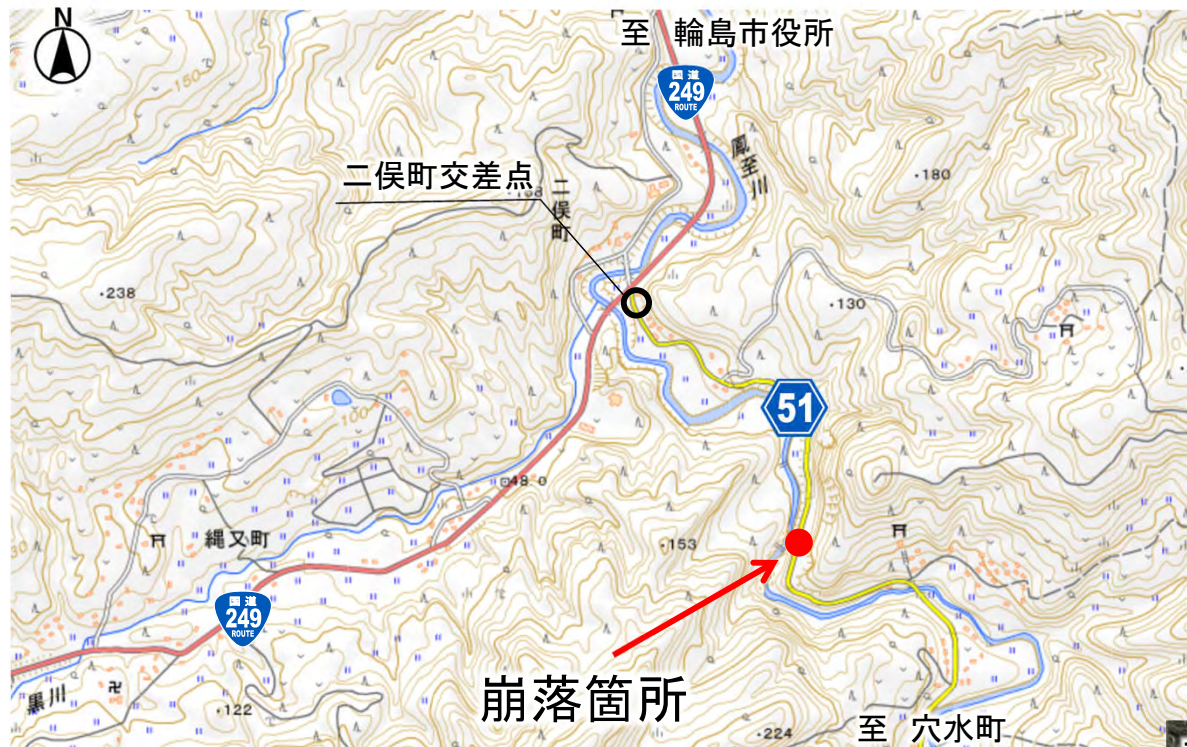 N
至 輪島市役所
国道
249
ROUTE
鳳至川
二俣町交差点
二俣町
168
150
・180
・238
・130
51
100
48.0
縄又町
・153
国道
249
ROUTE
崩落箇所
黒川
・122
・224
至 穴水町